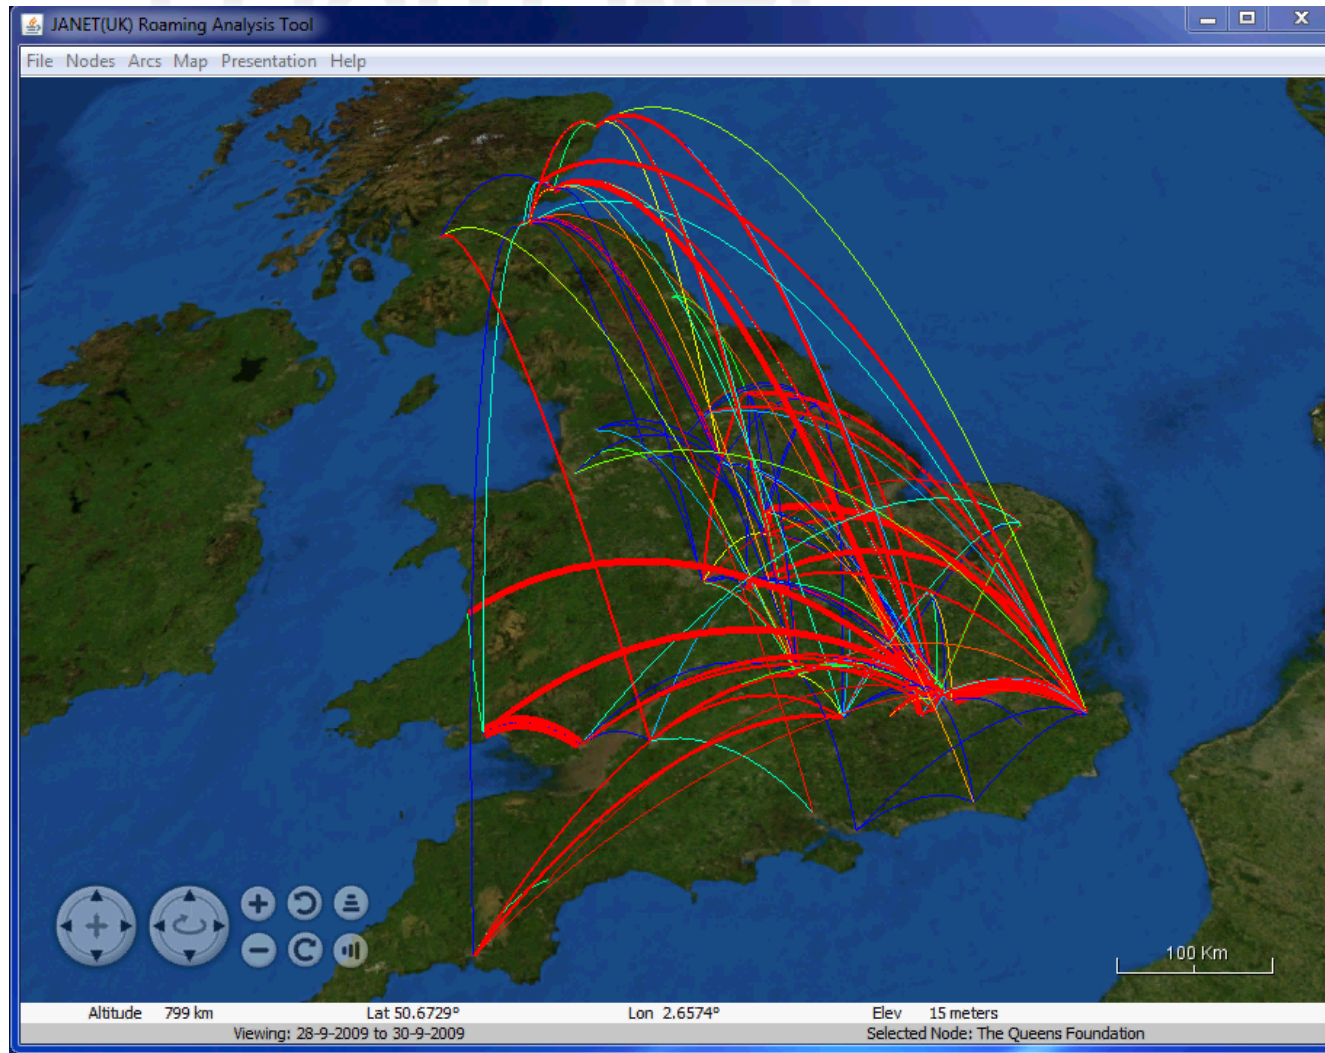 JANET(UK) Roaming Analysis Tool
File Nodes Arcs Map Presentation Help
100 Km
Altitude 799 km Lat 50.6729° Lon 2.6574° Elev 15 meters
Viewing: 28-9-2009 to 30-9-2009 Selected Node: The Queens Foundation